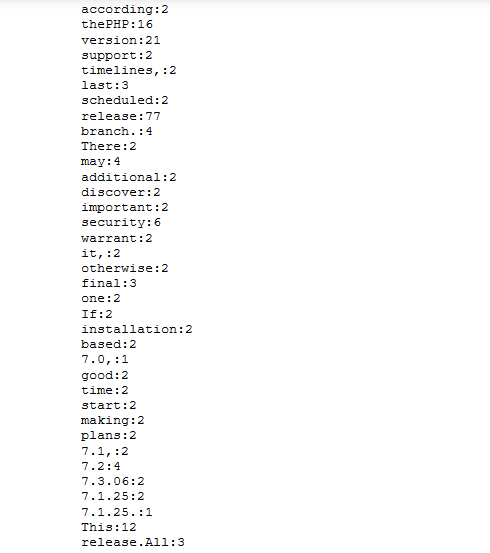 according:2
thePHP:16
version:21
support:2
timelines,:2
last:3
scheduled:2
release:77
branch.:4
There:2
may:4
additional:2
discover:2
important:2
security:6
warrant:2
it,:2
otherwise:2
final:3
one:2
If:2
installation:2
based:2
7.0,:1
good:2
time:2
start:2
making:2
plans:2
7.1,:2
7.2:4
7.3.06:2
7.1.25:2
7.1.25.:1
This:12
release.All:3